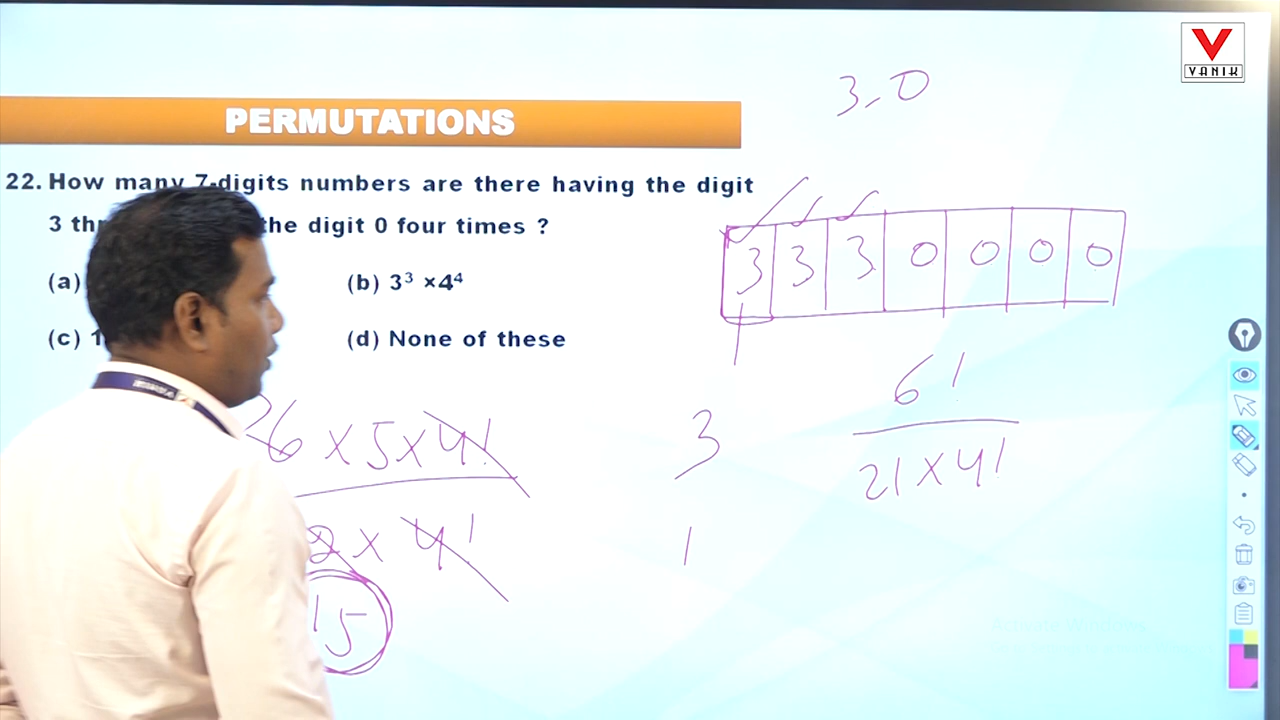 VANIK
3,0
PERMUTATIONS
22. How many 7-digits numbers are there having the digit
3 the digit 0 four times ?
(a) (b) 3³ ×4⁴
(c) 1 (d) None of these
3 3 3 0 0 0 0
6!
2! × 4!
6 × 5 × 4!
2 × 4!
15
3
1
Activate Windows